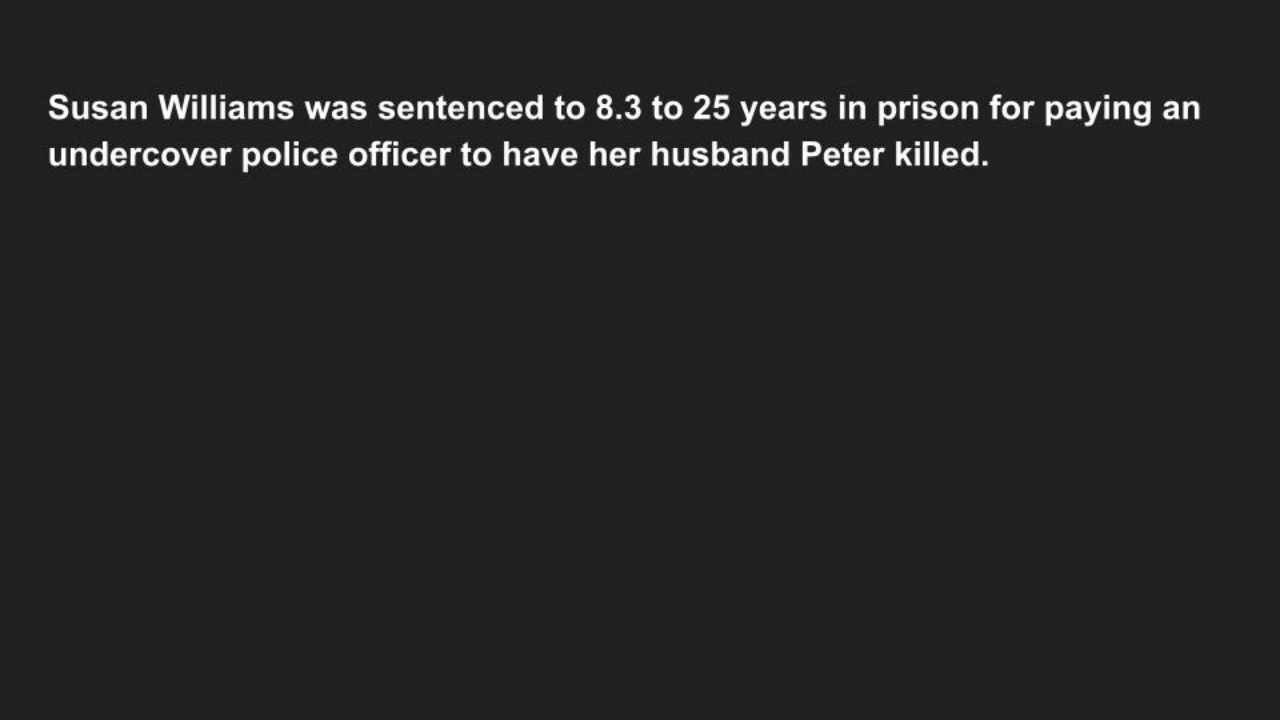 Susan Williams was sentenced to 8.3 to 25 years in prison for paying an
undercover police officer to have her husband Peter killed.